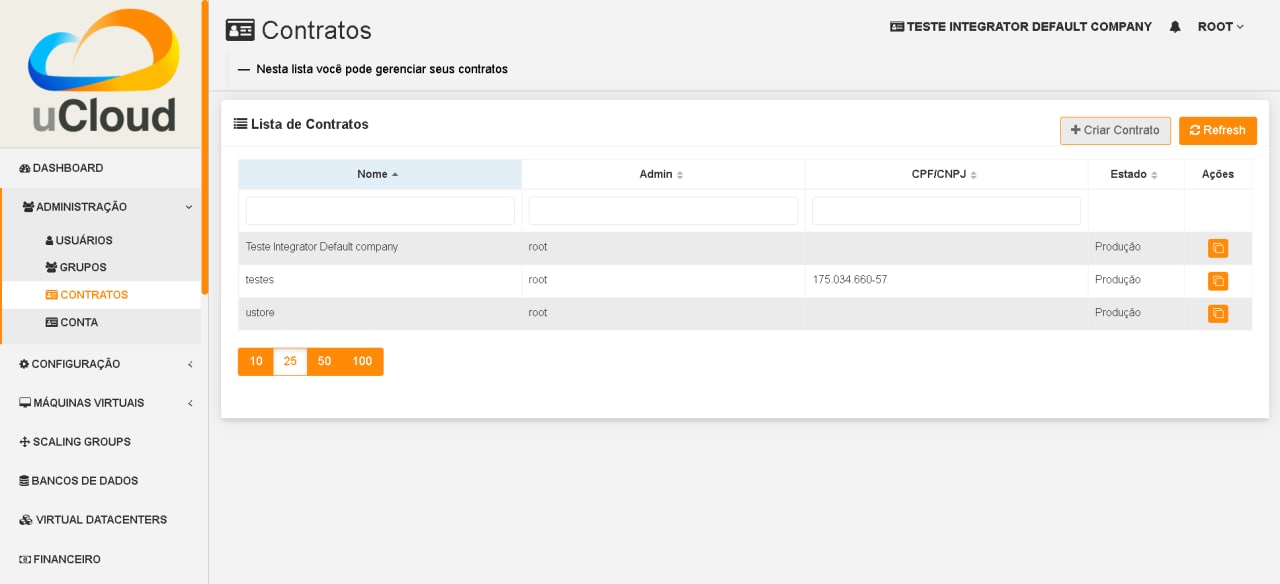 uCloud
DASHBOARD
ADMINISTRAÇÃO
USUÁRIOS
GRUPOS
CONTRATOS
CONTA
CONFIGURAÇÃO
MÁQUINAS VIRTUAIS
SCALING GROUPS
BANCOS DE DADOS
VIRTUAL DATACENTERS
FINANCEIRO
Contratos
TESTE INTEGRATOR DEFAULT COMPANY ROOT
— Nesta lista você pode gerenciar seus contratos
Lista de Contratos
Criar Contrato Refresh
Nome Admin CPF/CNPJ Estado Ações
Teste Integrator Default company root Produção
testes root 175.034.660-57 Produção
ustore root Produção
10 25 50 100